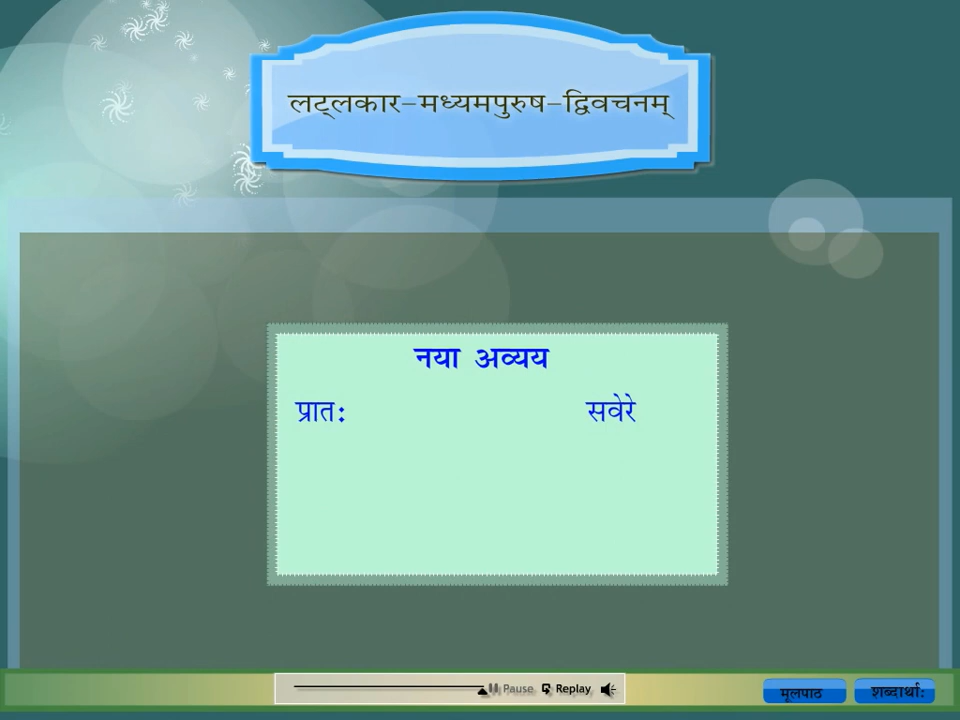 लट्लकार-मध्यमपुरुष-द्विवचनम्
नया अव्यय
प्रातः सवेरे
Pause Replay
मूलपाठ शब्दार्थाः